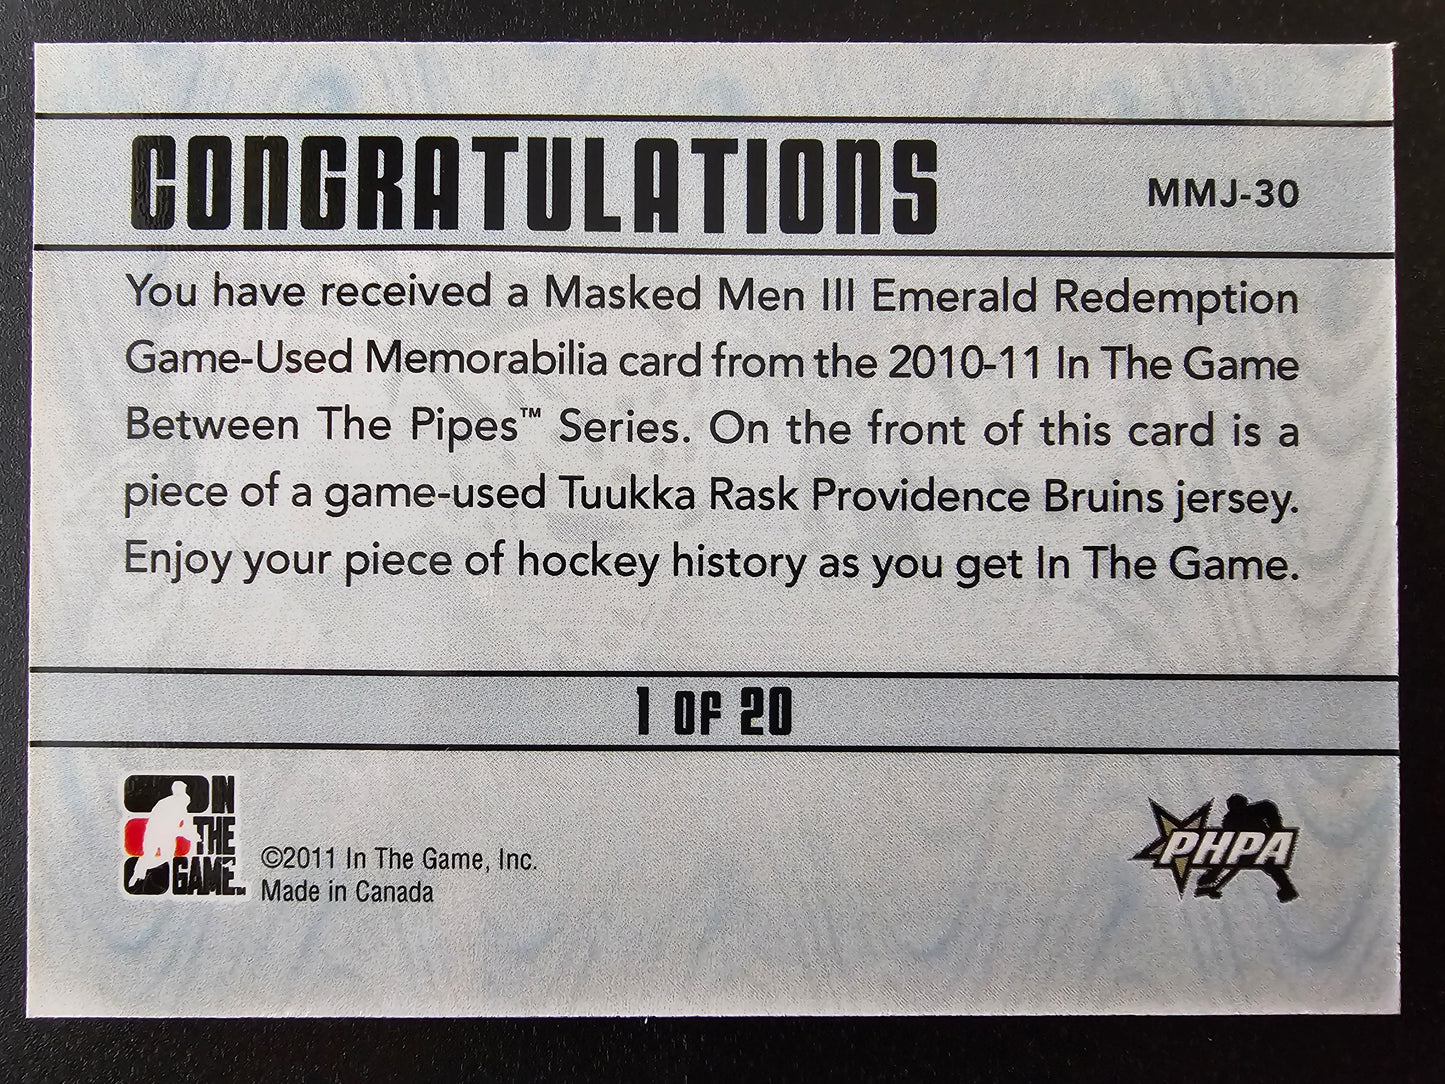 CONGRATULATIONS
MMJ-30
You have received a Masked Men III Emerald Redemption
Game-Used Memorabilia card from the 2010-11 In The Game
Between The Pipes™ Series. On the front of this card is a
piece of a game-used Tuukka Rask Providence Bruins jersey.
Enjoy your piece of hockey history as you get In The Game.
1 OF 20
IN
THE
GAME
©2011 In The Game, Inc.
Made in Canada
PHPA